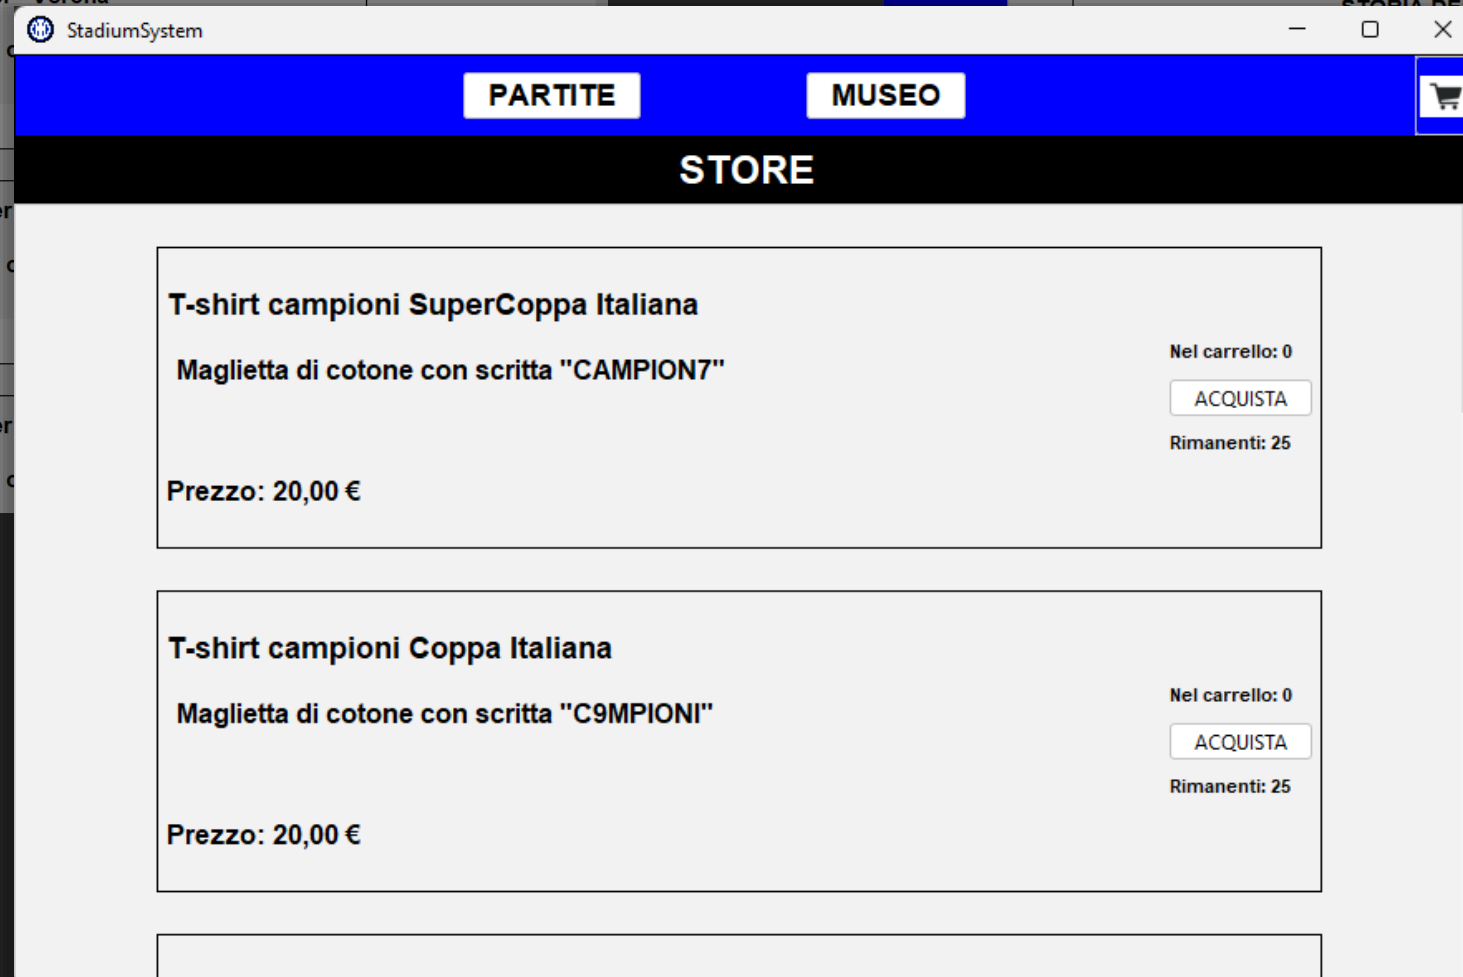 StadiumSystem
PARTITE MUSEO
STORE
T-shirt campioni SuperCoppa Italiana
Maglietta di cotone con scritta "CAMPION7"
Nel carrello: 0
ACQUISTA
Rimanenti: 25
Prezzo: 20,00 €
T-shirt campioni Coppa Italiana
Maglietta di cotone con scritta "C9MPIONI"
Nel carrello: 0
ACQUISTA
Rimanenti: 25
Prezzo: 20,00 €